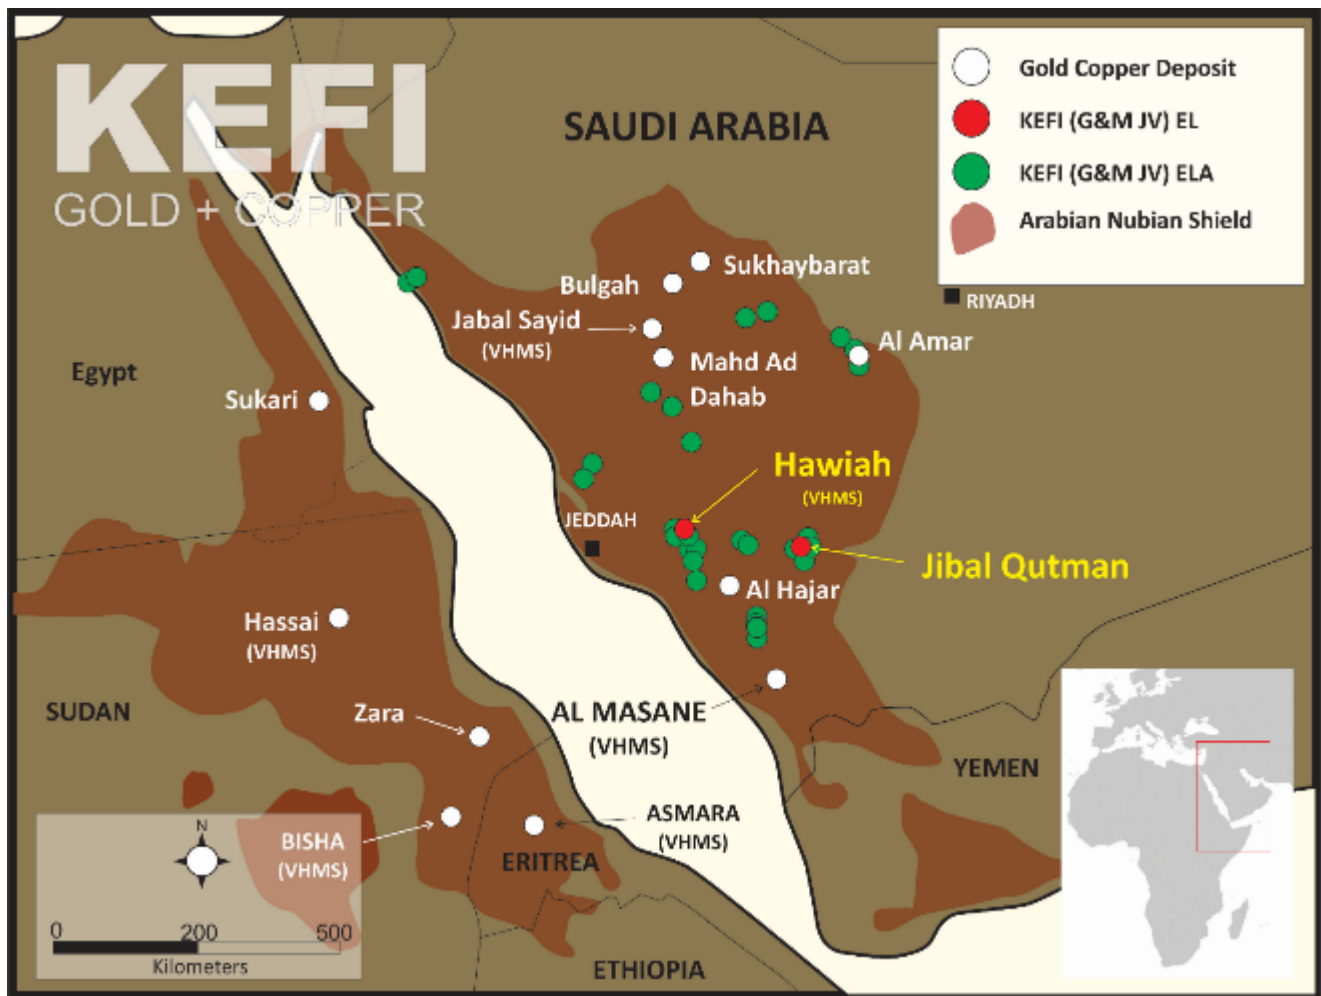 KEFI
GOLD + COPPER
SAUDI ARABIA
Gold Copper Deposit
KEFI (G&M JV) EL
KEFI (G&M JV) ELA
Arabian Nubian Shield
Sukhaybarat
Bulgah
RIYADH
Jabal Sayid
(VHMS)
Al Amar
Mahd Ad
Dahab
Egypt
Sukari
Hawiah
(VHMS)
JEDDAH
Jibal Qutman
Al Hajar
Hassai
(VHMS)
SUDAN
Zara
AL MASANE
(VHMS)
YEMEN
BISHA
(VHMS)
ASMARA
(VHMS)
ERITREA
ETHIOPIA
N
0 200 500
Kilometers